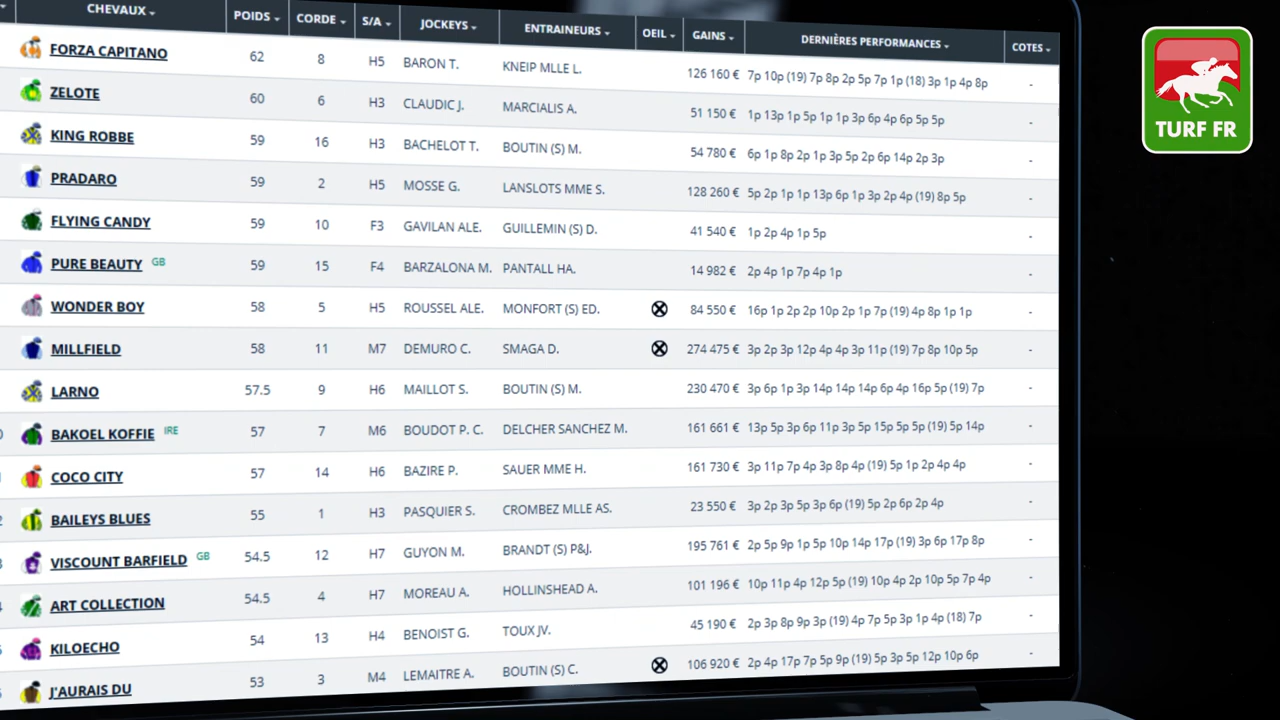 CHEVAUX POIDS CORDE S/A JOCKEYS ENTRAINEURS OEIL GAINS DERNIÈRES PERFORMANCES COTES
FORZA CAPITANO 62 8 H5 BARON T. KNEIP MLLE L. 126 160 € 7p 10p (19) 7p 8p 2p 5p 7p 1p (18) 3p 1p 4p 8p -
ZELOTE 60 6 H3 CLAUDIC J. MARCIALIS A. 51 150 € 1p 13p 1p 5p 1p 1p 3p 6p 4p 6p 5p 5p -
KING ROBBE 59 16 H3 BACHELOT T. BOUTIN (S) M. 54 780 € 6p 1p 8p 2p 1p 3p 5p 2p 6p 14p 2p 3p -
PRADARO 59 2 H5 MOSSE G. LANSLOTS MME S. 128 260 € 5p 2p 1p 1p 13p 6p 1p 3p 2p 4p (19) 8p 5p -
FLYING CANDY 59 10 F3 GAVILAN ALE. GUILLEMIN (S) D. 41 540 € 1p 2p 4p 1p 5p -
PURE BEAUTY GB 59 15 F4 BARZALONA M. PANTALL HA. 14 982 € 2p 4p 1p 7p 4p 1p -
WONDER BOY 58 5 H5 ROUSSEL ALE. MONFORT (S) ED. 84 550 € 16p 1p 2p 2p 10p 2p 1p 7p (19) 4p 8p 1p 1p -
MILLFIELD 58 11 M7 DEMURO C. SMAGA D. 274 475 € 3p 2p 3p 12p 4p 4p 3p 11p (19) 7p 8p 10p 5p -
LARNO 57.5 9 H6 MAILLOT S. BOUTIN (S) M. 230 470 € 3p 6p 1p 3p 14p 14p 14p 6p 4p 16p 5p (19) 7p -
0 BAKOEL KOFFIE IRE 57 7 M6 BOUDOT P. C. DELCHER SANCHEZ M. 161 661 € 13p 5p 3p 6p 11p 3p 5p 15p 5p 5p (19) 5p 14p -
COCO CITY 57 14 H6 BAZIRE P. SAUER MME H. 161 730 € 3p 11p 7p 4p 3p 8p 4p (19) 5p 1p 2p 4p 4p -
2 BAILEYS BLUES 55 1 H3 PASQUIER S. CROMBEZ MLLE AS. 23 550 € 3p 2p 3p 5p 3p 6p (19) 5p 2p 6p 2p 4p -
3 VISCOUNT BARFIELD GB 54.5 12 H7 GUYON M. BRANDT (S) P&J. 195 761 € 2p 5p 9p 1p 5p 10p 14p 17p (19) 3p 6p 17p 8p -
4 ART COLLECTION 54.5 4 H7 MOREAU A. HOLLINSHEAD A. 101 196 € 10p 11p 4p 12p 5p (19) 10p 4p 2p 10p 5p 7p 4p -
5 KILOECHO 54 13 H4 BENOIST G. TOUX JV. 45 190 € 2p 3p 8p 9p 3p (19) 4p 7p 5p 3p 1p 4p (18) 7p -
J'AURAIS DU 53 3 M4 LEMAITRE A. BOUTIN (S) C. 106 920 € 2p 4p 17p 7p 5p 9p (19) 5p 3p 5p 12p 10p 6p -
TURF FR